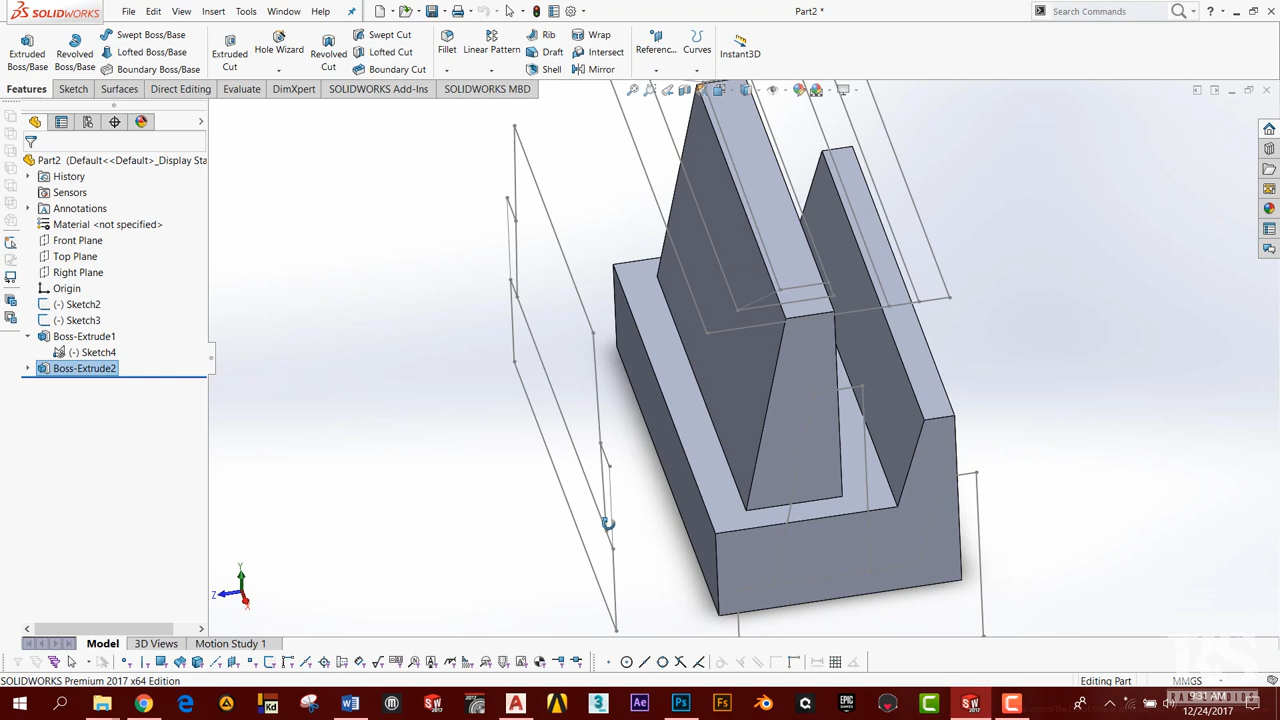 SOLIDWORKS
File
Edit
View
Insert
Tools
Window
Help
Part2 *
Search Commands
Extruded Boss/Base
Revolved Boss/Base
Swept Boss/Base
Lofted Boss/Base
Boundary Boss/Base
Extruded Cut
Hole Wizard
Revolved Cut
Swept Cut
Lofted Cut
Boundary Cut
Fillet
Linear Pattern
Rib
Draft
Shell
Wrap
Intersect
Mirror
Referenc...
Curves
Instant3D
Features
Sketch
Surfaces
Direct Editing
Evaluate
DimXpert
SOLIDWORKS Add-Ins
SOLIDWORKS MBD
Part2 (Default<<Default>_Display Sta
History
Sensors
Annotations
Material <not specified>
Front Plane
Top Plane
Right Plane
Origin
(-) Sketch2
(-) Sketch3
Boss-Extrude1
(-) Sketch4
Boss-Extrude2
Y
Z
X
Model
3D Views
Motion Study 1
SOLIDWORKS Premium 2017 x64 Edition
Editing Part
MMGS
9:31 AM
12/24/2017